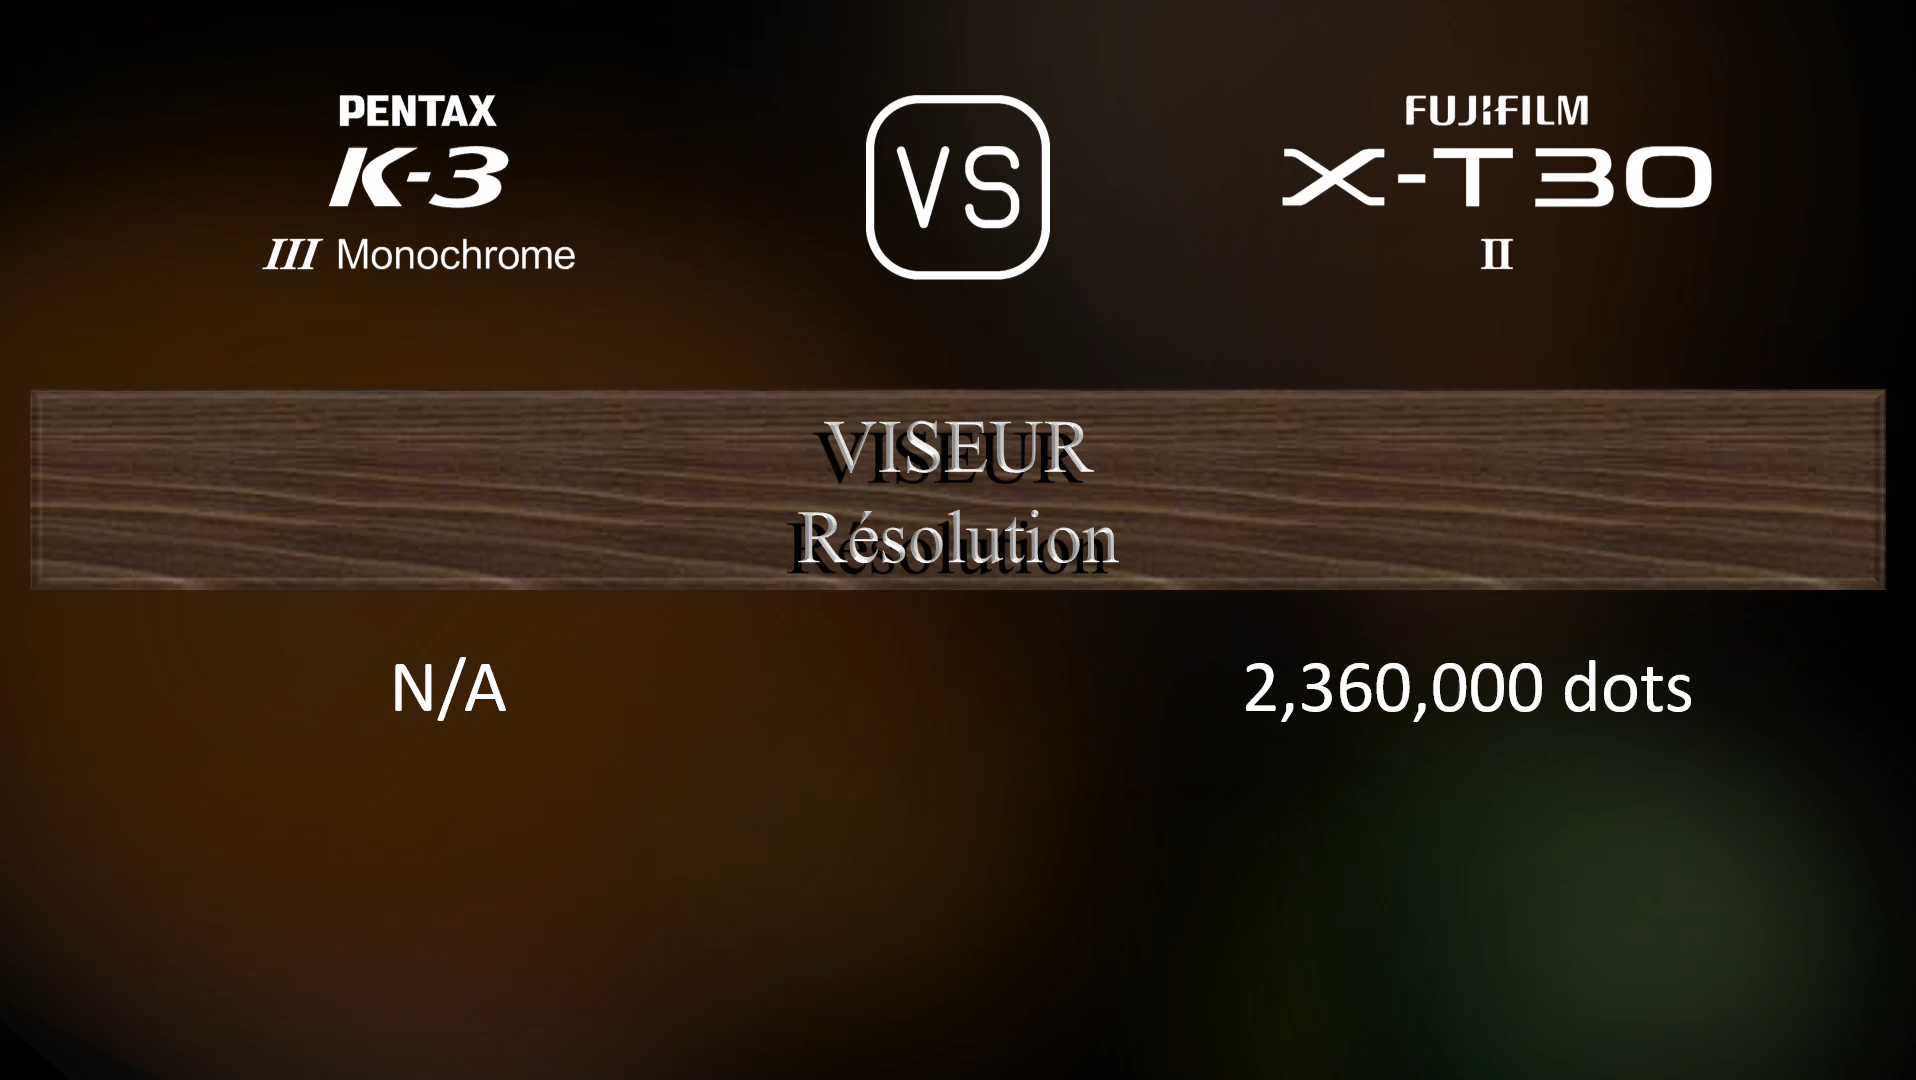 PENTAX
K-3
III Monochrome
VS
FUJIFILM
X-T30
II
VISEUR
Résolution
N/A
2,360,000 dots